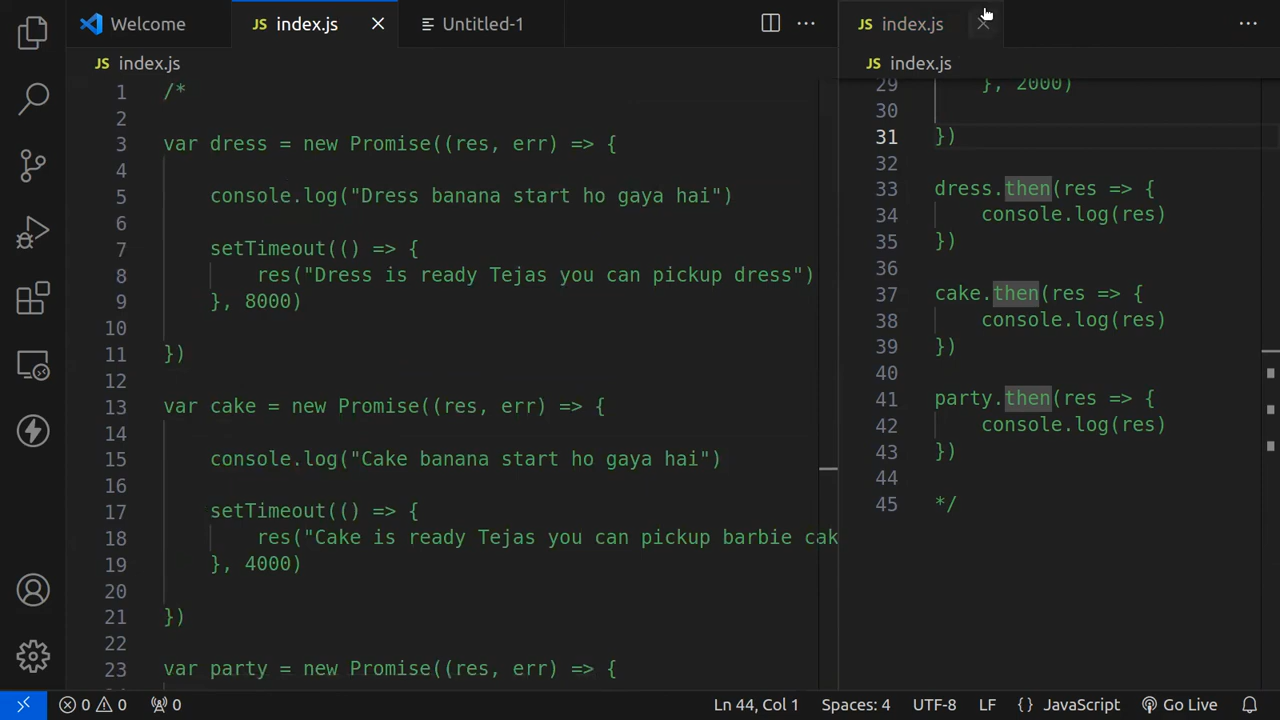 Welcome
JS index.js
Untitled-1
JS index.js
1 /*
2
3 var dress = new Promise((res, err) => {
4
5 console.log("Dress banana start ho gaya hai")
6
7 setTimeout(() => {
8 res("Dress is ready Tejas you can pickup dress")
9 }, 8000)
10
11 })
12
13 var cake = new Promise((res, err) => {
14
15 console.log("Cake banana start ho gaya hai")
16
17 setTimeout(() => {
18 res("Cake is ready Tejas you can pickup barbie cak
19 }, 4000)
20
21 })
22
23 var party = new Promise((res, err) => {
JS index.js
JS index.js
29 }, 2000)
30
31 })
32
33 dress.then(res => {
34 console.log(res)
35 })
36
37 cake.then(res => {
38 console.log(res)
39 })
40
41 party.then(res => {
42 console.log(res)
43 })
44
45 */
0 0 0 Ln 44, Col 1 Spaces: 4 UTF-8 LF {} JavaScript Go Live